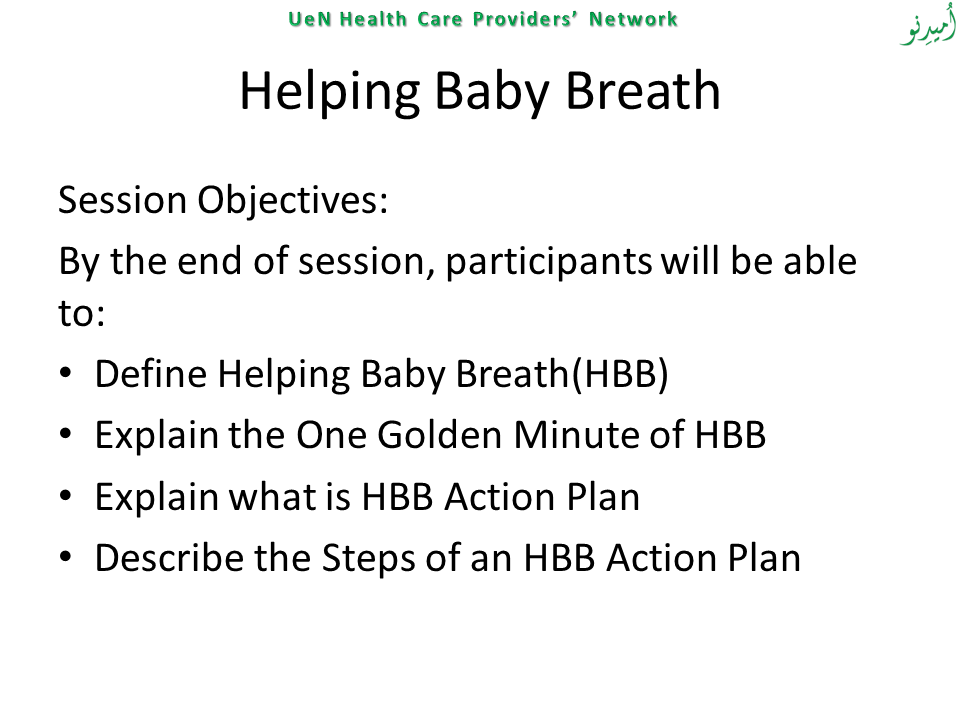 UeN Health Care Providers’ Network
اُمیدِنو
Helping Baby Breath
Session Objectives:
By the end of session, participants will be able
to:
• Define Helping Baby Breath(HBB)
• Explain the One Golden Minute of HBB
• Explain what is HBB Action Plan
• Describe the Steps of an HBB Action Plan